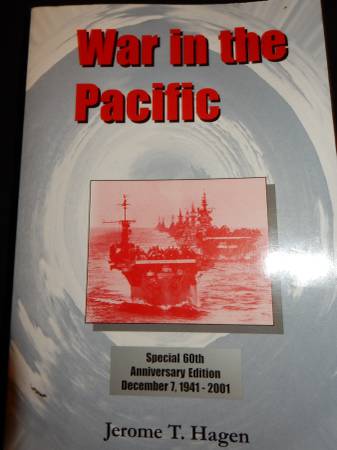 War in the
Pacific
Special 60th
Anniversary Edition
December 7, 1941 - 2001
Jerome T. Hagen